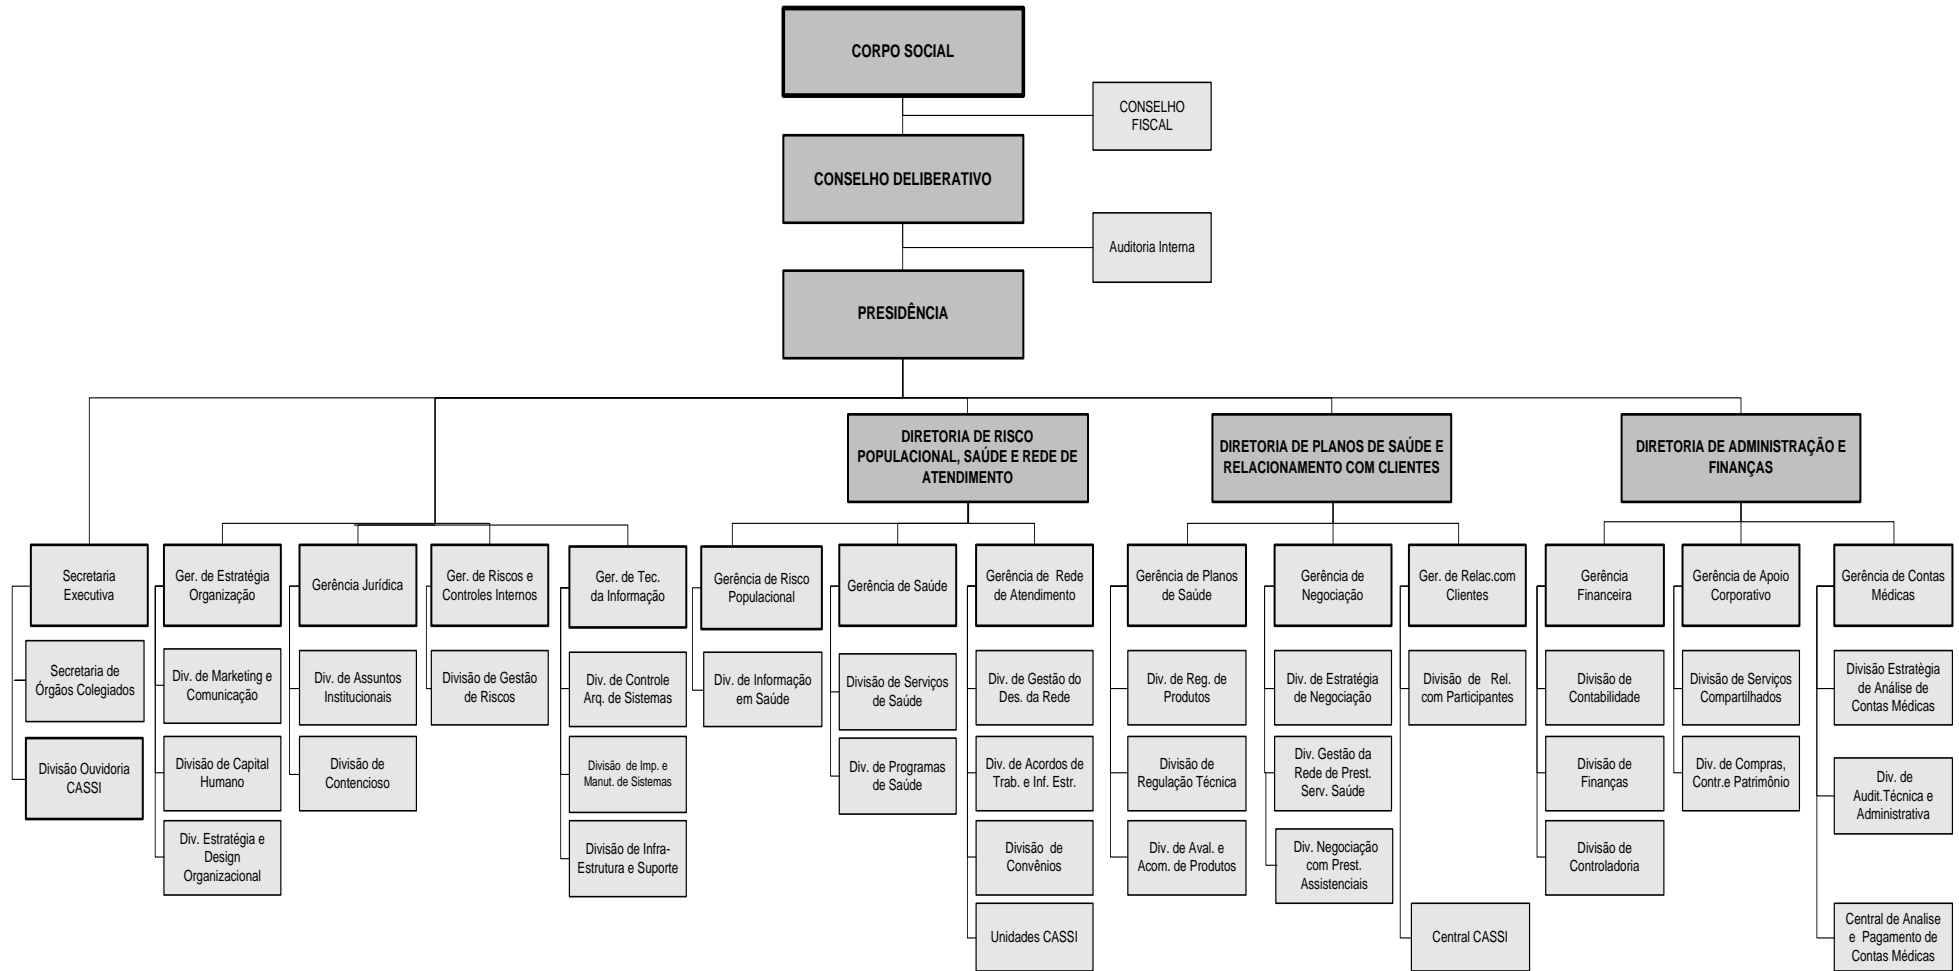 CORPO SOCIAL
CONSELHO
FISCAL
CONSELHO DELIBERATIVO
Auditoria Interna
PRESIDÊNCIA
DIRETORIA DE RISCO
POPULACIONAL, SAÚDE E REDE DE
ATENDIMENTO
DIRETORIA DE PLANOS DE SAÚDE E
RELACIONAMENTO COM CLIENTES
DIRETORIA DE ADMINISTRAÇÃO E
FINANÇAS
Secretaria
Executiva
Ger. de Estratégia
Organização
Gerência Jurídica
Ger. de Riscos e
Controles Internos
Ger. de Tec.
da Informação
Gerência de Risco
Populacional
Gerência de Saúde
Gerência de Rede
de Atendimento
Gerência de Planos
de Saúde
Gerência de
Negociação
Ger. de Relac.com
Clientes
Gerência
Financeira
Gerência de Apoio
Corporativo
Gerência de Contas
Médicas
Secretaria de
Órgãos Colegiados
Div. de Marketing e
Comunicação
Div. de Assuntos
Institucionais
Divisão de Gestão
de Riscos
Div. de Controle
Arq. de Sistemas
Div. de Informação
em Saúde
Divisão de Serviços
de Saúde
Div. de Gestão do
Des. da Rede
Div. de Reg. de
Produtos
Div. de Estratégia
de Negociação
Divisão de Rel.
com Participantes
Divisão de
Contabilidade
Divisão de Serviços
Compartilhados
Divisão Estratègia
de Análise de
Contas Médicas
Divisão Ouvidoria
CASSI
Divisão de Capital
Humano
Divisão de
Contencioso
Divisão de Imp. e
Manut. de Sistemas
Div. de Programas
de Saúde
Div. de Acordos de
Trab. e Inf. Estr.
Divisão de
Regulação Técnica
Div. Gestão da
Rede de Prest.
Serv. Saúde
Divisão de
Finanças
Div. de Compras,
Contr.e Patrimônio
Div. de
Audit.Técnica e
Administrativa
Div. Estratégia e
Design
Organizacional
Divisão de Infra-
Estrutura e Suporte
Divisão de
Convênios
Div. de Aval. e
Acom. de Produtos
Div. Negociação
com Prest.
Assistenciais
Divisão de
Controladoria
Unidades CASSI
Central CASSI
Central de Analise
e Pagamento de
Contas Médicas